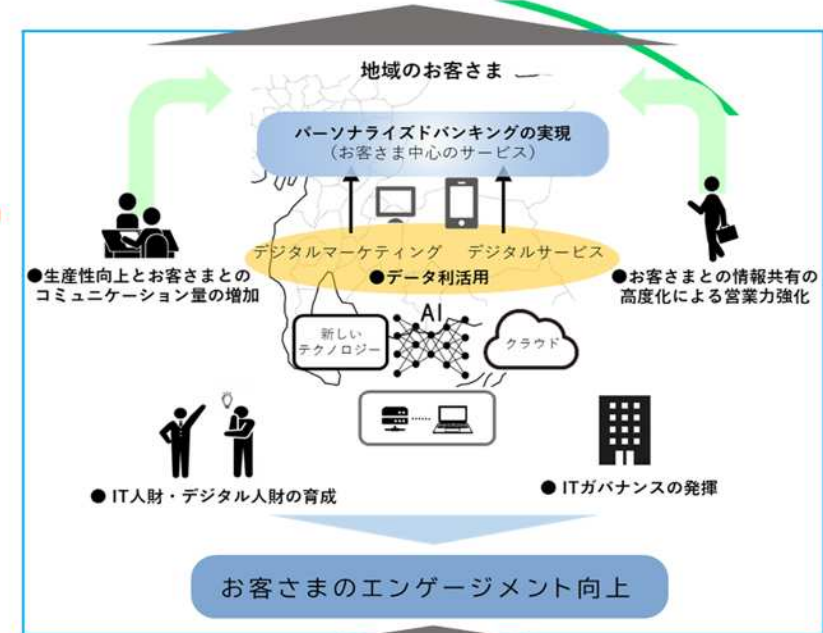 地域のお客さま
パーソナライズドバンキングの実現
（お客さま中心のサービス）
デジタルマーケティング
デジタルサービス
●データ利活用
●生産性向上とお客さまとの
コミュニケーション量の増加
●お客さまとの情報共有の
高度化による営業力強化
AI
新しい
テクノロジー
クラウド
● IT人財・デジタル人財の育成
● ITガバナンスの発揮
お客さまのエンゲージメント向上